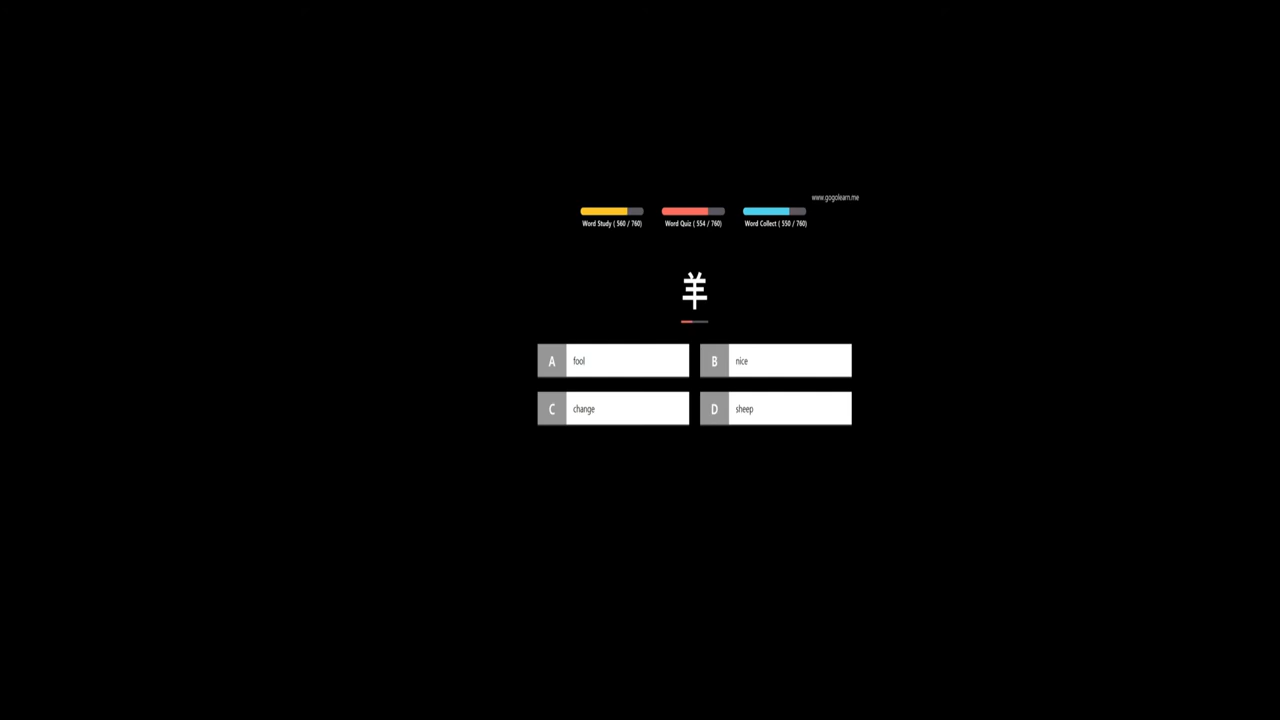 www.gogolearn.me
Word Study ( 560 / 760)
Word Quiz ( 554 / 760)
Word Collect ( 550 / 760)
羊
A fool
B nice
C change
D sheep